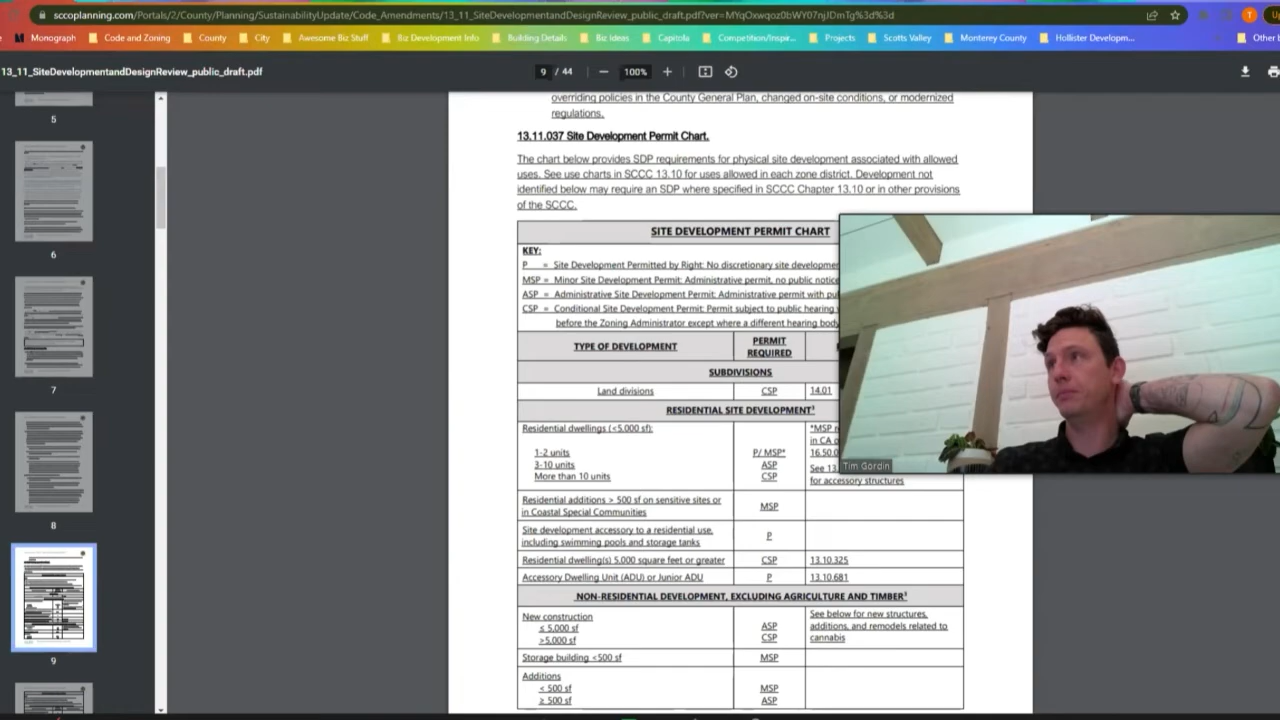 sccoplanning.com/Portals/2/County/Planning/SustainabilityUpdate/Code_Amendments/13_11_SiteDevelopmentandDesignReview_public_draft.pdf?ver=MYqOxwqoz0bWY07njJDmTg%3d%3d
Monograph Code and Zoning County City Awesome Biz Stuff Biz Development Info Building Details Biz Ideas Capitola Competition/Inspir... Projects Scotts Valley Monterey County Hollister Developm... Other b
13_11_SiteDevelopmentandDesignReview_public_draft.pdf 9 / 44 100%
5
6
7
8
9
overriding policies in the County General Plan, changed on-site conditions, or modernized
regulations.
13.11.037 Site Development Permit Chart.
The chart below provides SDP requirements for physical site development associated with allowed
uses. See use charts in SCCC 13.10 for uses allowed in each zone district. Development not
identified below may require an SDP where specified in SCCC Chapter 13.10 or in other provisions
of the SCCC.
SITE DEVELOPMENT PERMIT CHART
KEY:
P = Site Development Permitted by Right: No discretionary site developme
MSP = Minor Site Development Permit: Administrative permit, no public notice
ASP = Administrative Site Development Permit: Administrative permit with pu
CSP = Conditional Site Development Permit: Permit subject to public hearing
before the Zoning Administrator except where a different hearing body
TYPE OF DEVELOPMENT PERMIT REQUIRED
SUBDIVISIONS
Land divisions CSP 14.01
RESIDENTIAL SITE DEVELOPMENT¹
Residential dwellings (<5,000 sf): *MSP
in CA
1-2 units P/ MSP* 16.50.0
3-10 units ASP See 13.
More than 10 units CSP for accessory structures
Residential additions > 500 sf on sensitive sites or
in Coastal Special Communities MSP
Site development accessory to a residential use,
including swimming pools and storage tanks P
Residential dwelling(s) 5,000 square feet or greater CSP 13.10.325
Accessory Dwelling Unit (ADU) or Junior ADU P 13.10.681
NON-RESIDENTIAL DEVELOPMENT, EXCLUDING AGRICULTURE AND TIMBER¹
New construction See below for new structures,
≤ 5,000 sf ASP additions, and remodels related to
>5,000 sf CSP cannabis
Storage building <500 sf MSP
Additions
< 500 sf MSP
≥ 500 sf ASP
Tim Gordin